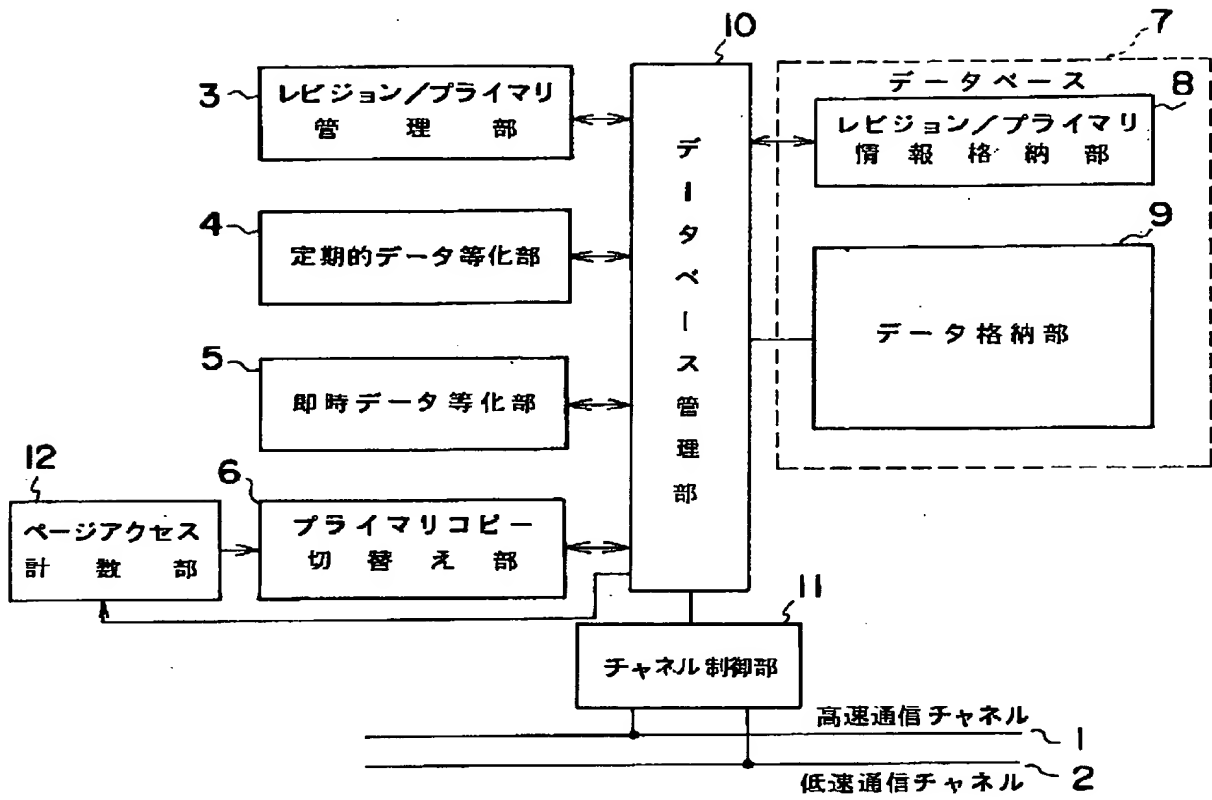 10
7
3
レビジョン/プライマリ
管理部
データベース
8
レビジョン/プライマリ
情報格納部
4
定期的データ等化部
データベース管理部
9
データ格納部
5
即時データ等化部
12
ページアクセス
計数部
6
プライマリコピー
切替え部
11
チャネル制御部
高速通信チャネル
1
2
低速通信チャネル